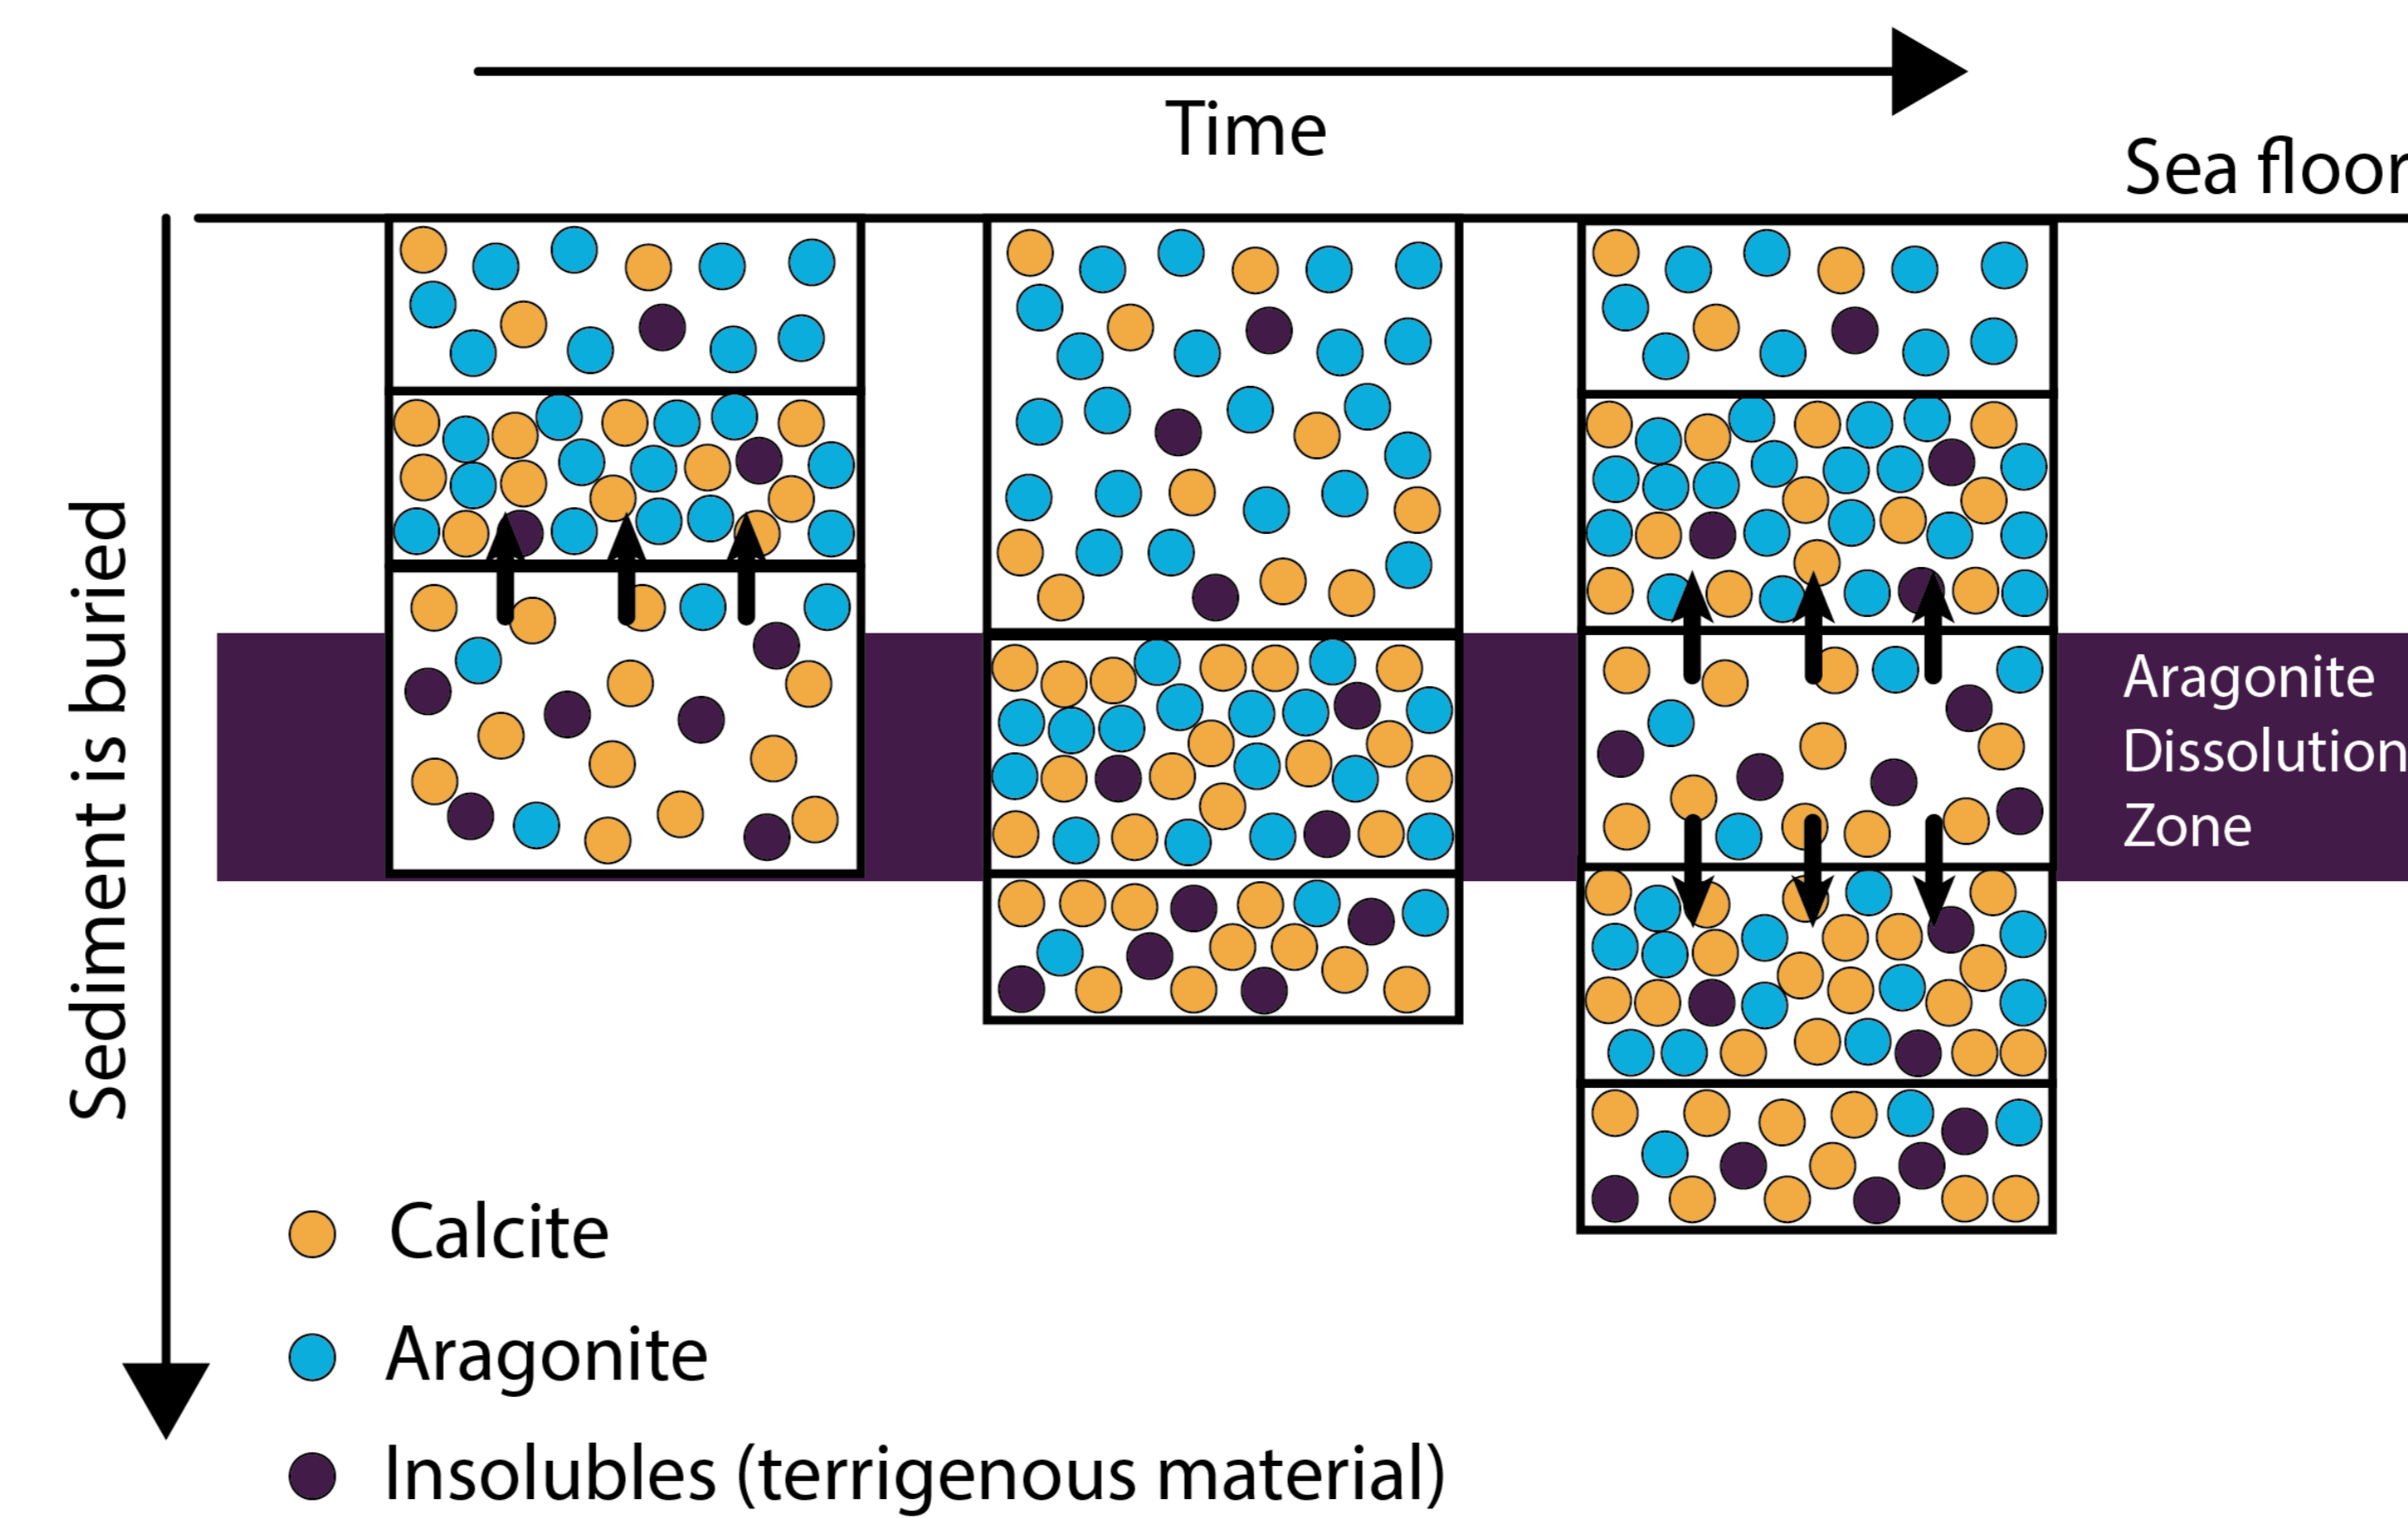 Time
Sea floor
Sediment is buried
Aragonite
Dissolution
Zone
Calcite
Aragonite
Insolubles (terrigenous material)